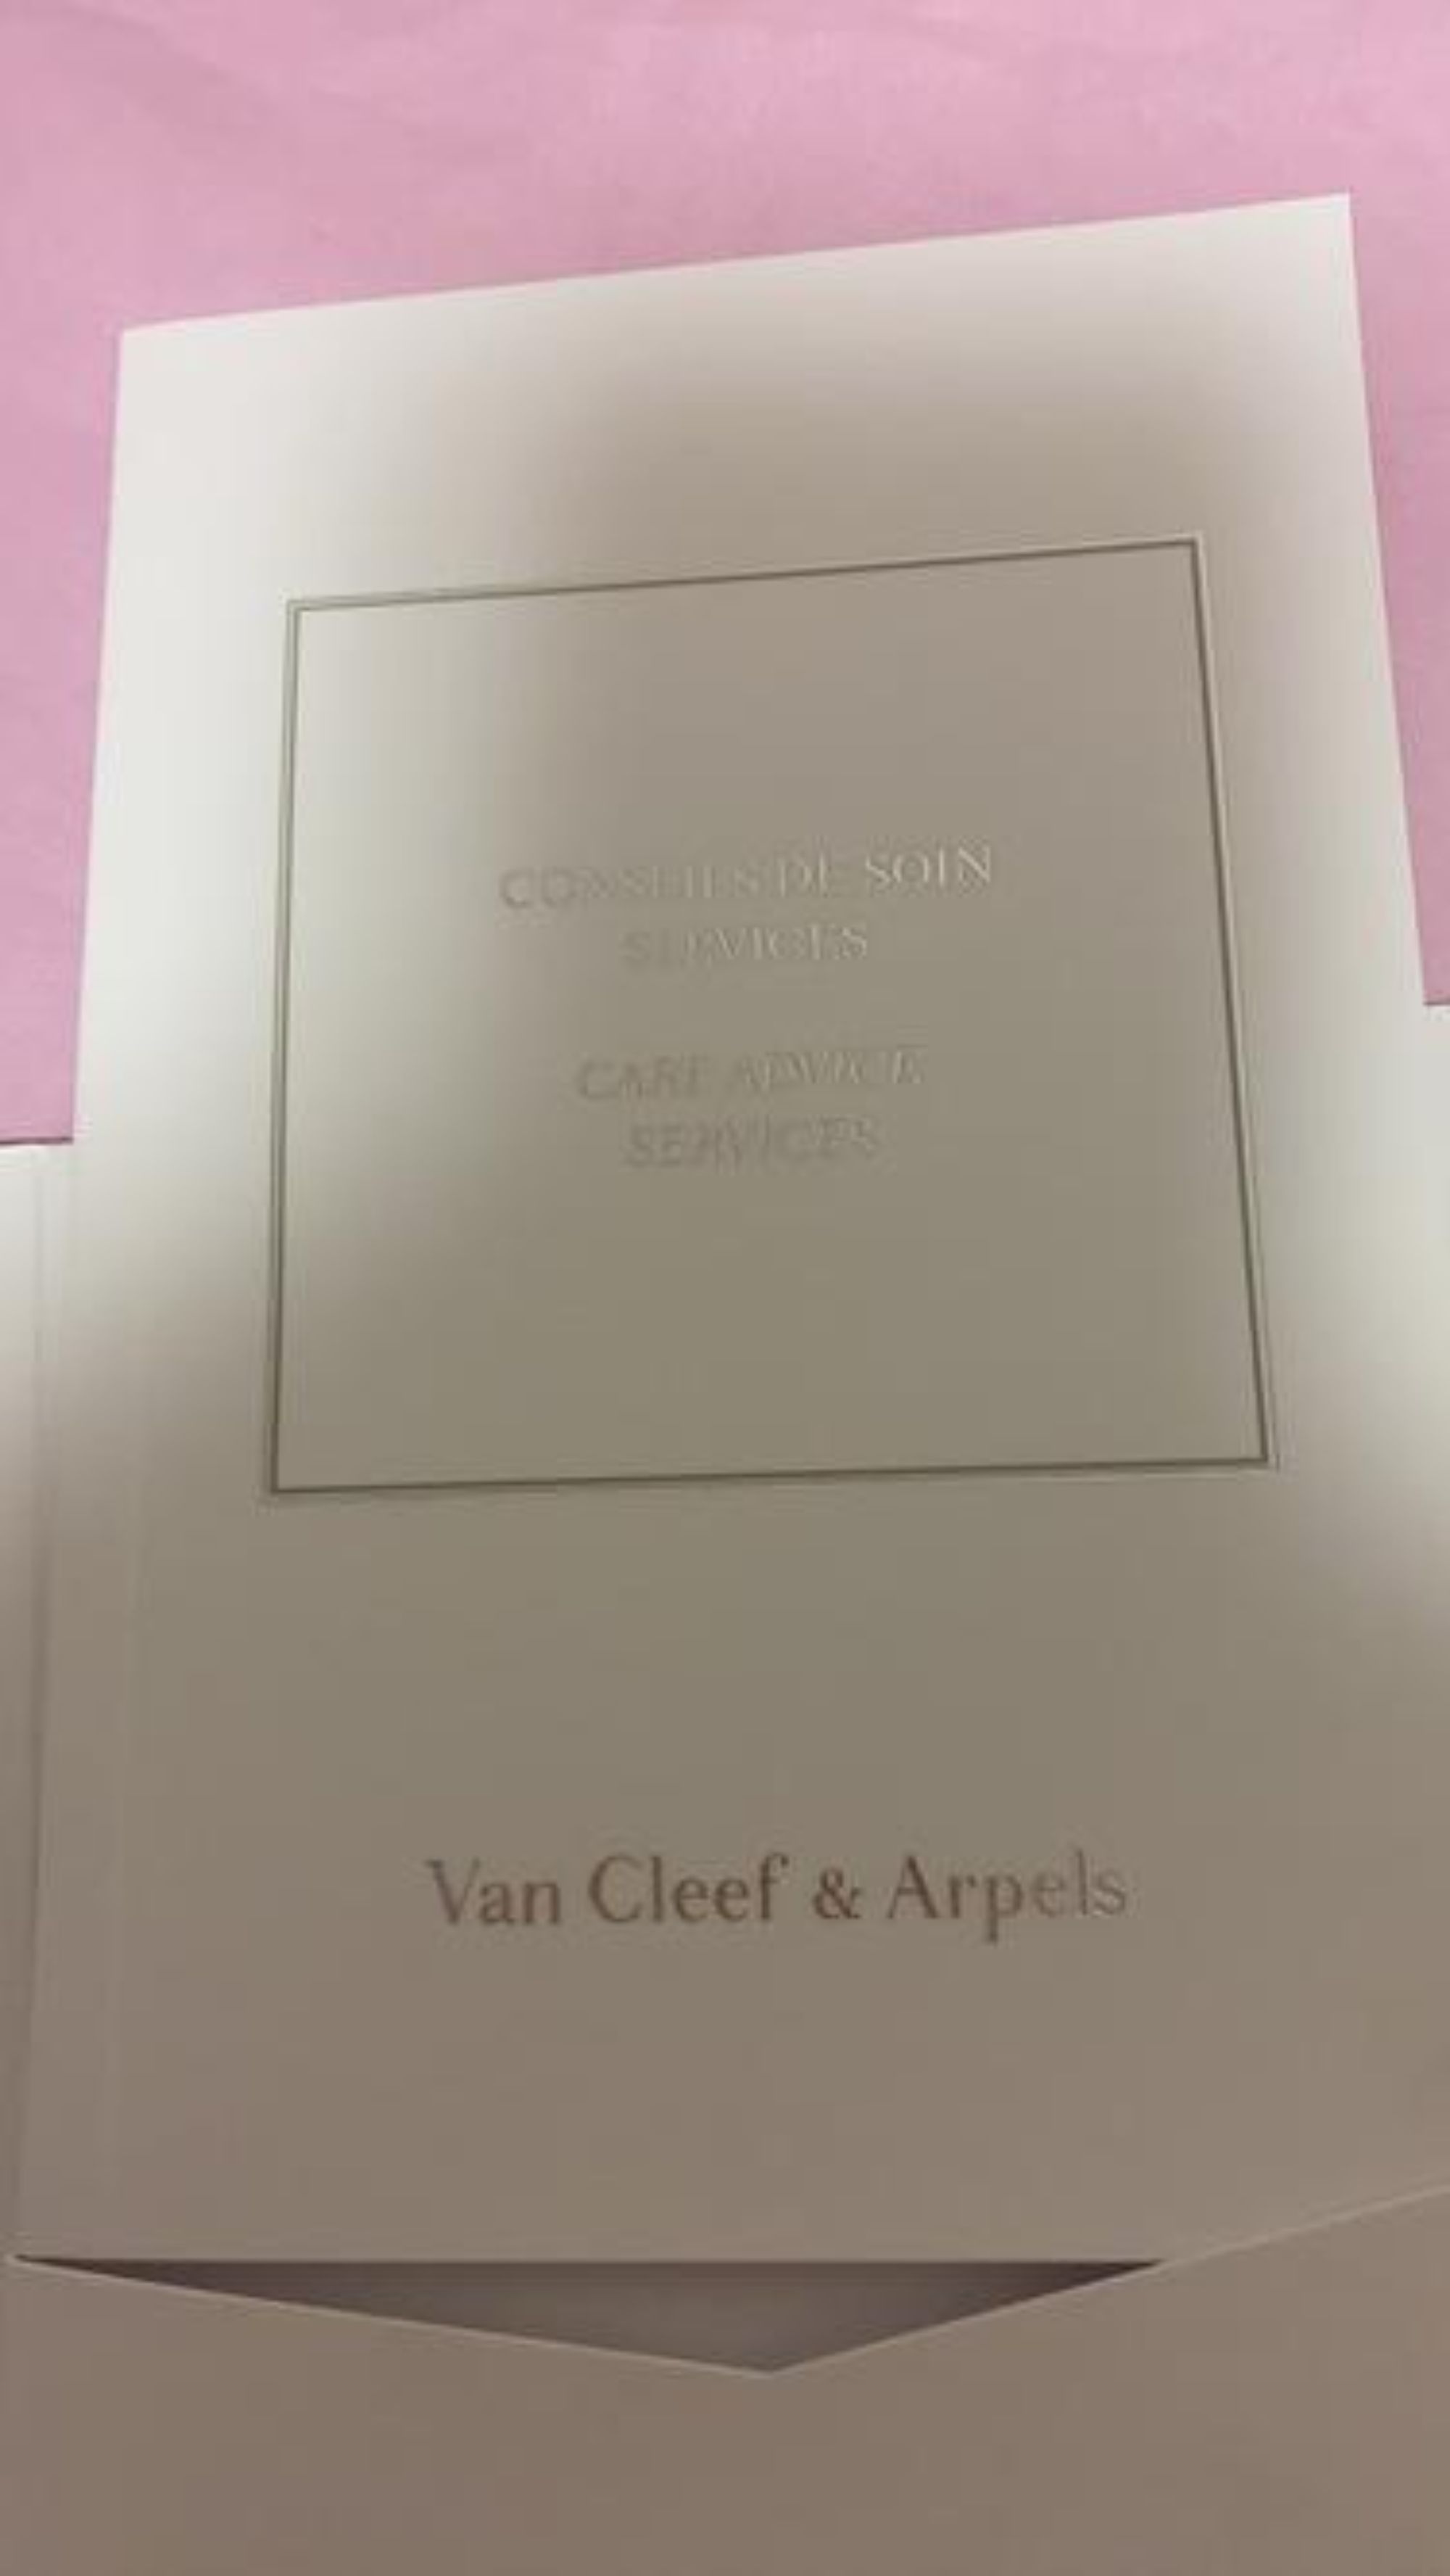 CONSEILS DE SOIN
SERVICES
CARE ADVICE
SERVICES
Van Cleef & Arpels